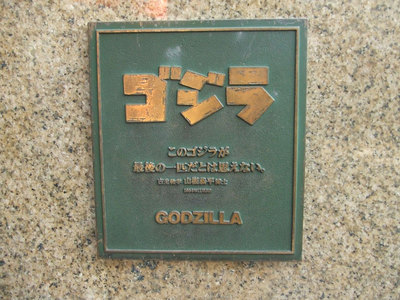 ゴジラ
このゴジラが
最後の一匹だとは思えない。
古生物学 山根恭平博士
GODZILLA